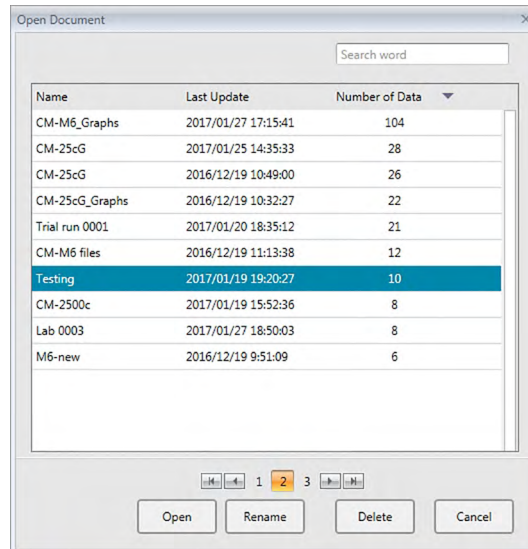 Open Document
Search word
Name Last Update Number of Data
CM-M6_Graphs 2017/01/27 17:15:41 104
CM-25cG 2017/01/25 14:35:33 28
CM-25cG 2016/12/19 10:49:00 26
CM-25cG_Graphs 2016/12/19 10:32:27 22
Trial run 0001 2017/01/20 18:35:12 21
CM-M6 files 2016/12/19 11:13:38 12
Testing 2017/01/19 19:20:27 10
CM-2500c 2017/01/19 15:52:36 8
Lab 0003 2017/01/27 18:50:03 8
M6-new 2016/12/19 9:51:09 6
1 2 3
Open Rename Delete Cancel